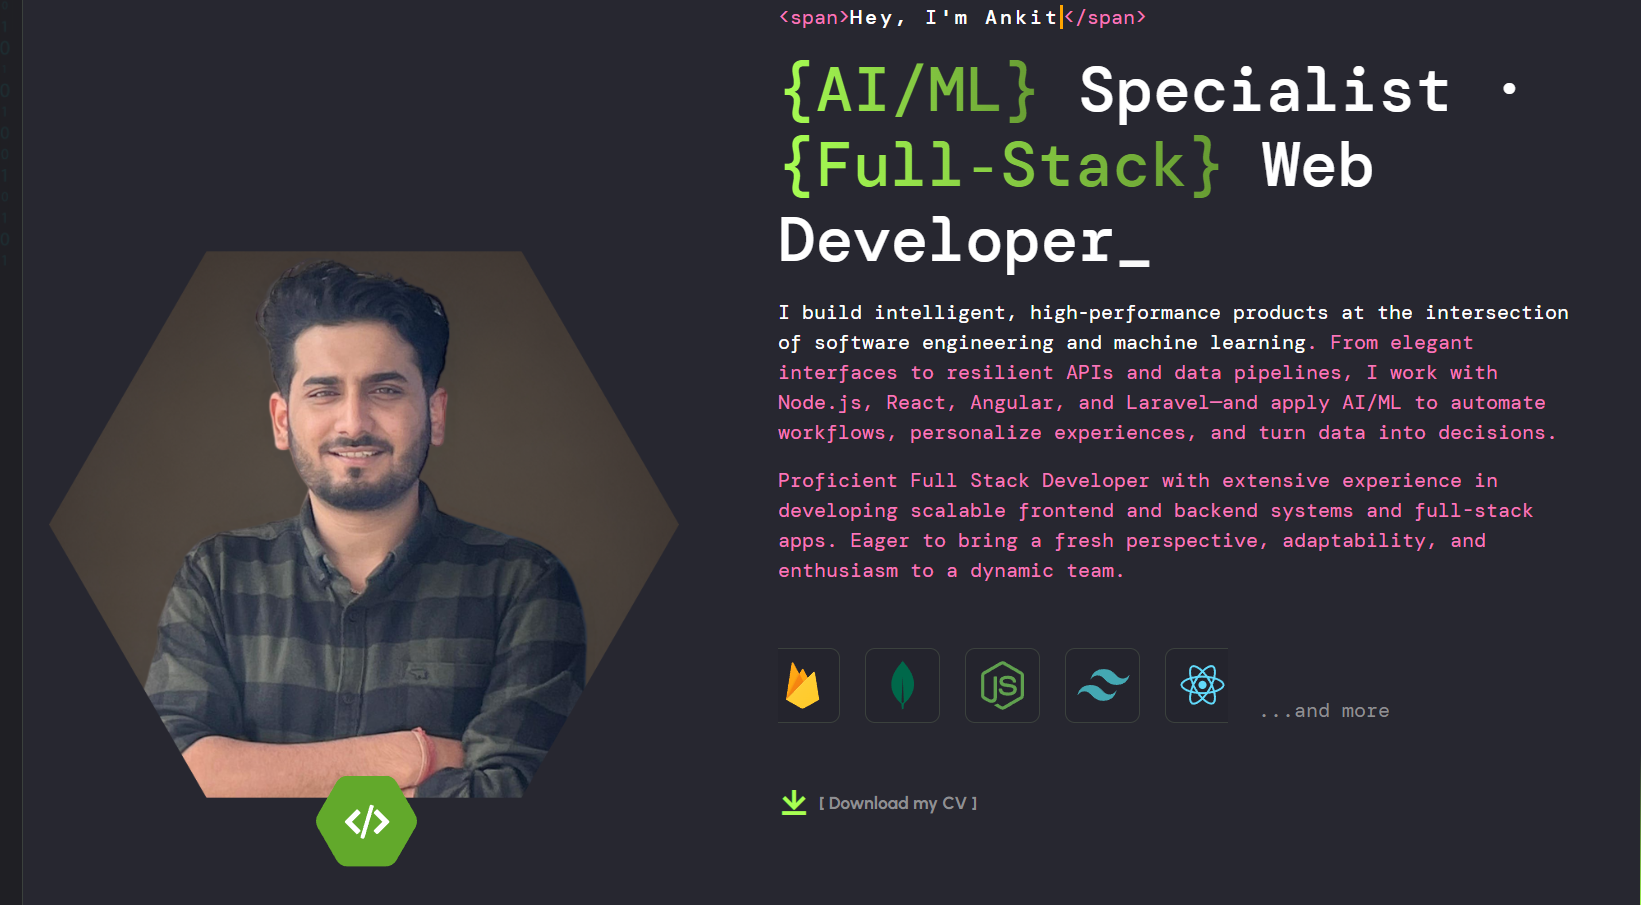 <span>Hey, I'm Ankit</span>
{AI/ML} Specialist ·
{Full-Stack} Web
Developer_
I build intelligent, high-performance products at the intersection
of software engineering and machine learning. From elegant
interfaces to resilient APIs and data pipelines, I work with
Node.js, React, Angular, and Laravel—and apply AI/ML to automate
workflows, personalize experiences, and turn data into decisions.
Proficient Full Stack Developer with extensive experience in
developing scalable frontend and backend systems and full-stack
apps. Eager to bring a fresh perspective, adaptability, and
enthusiasm to a dynamic team.
JS
...and more
</>
[ Download my CV ]